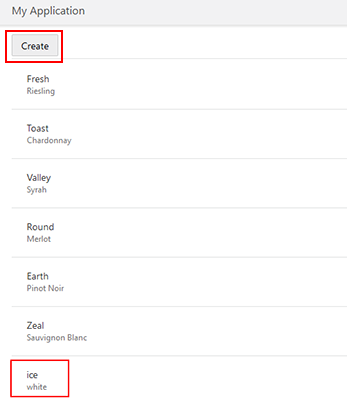 My Application
Create
Fresh
Riesling
Toast
Chardonnay
Valley
Syrah
Round
Merlot
Earth
Pinot Noir
Zeal
Sauvignon Blanc
ice
white